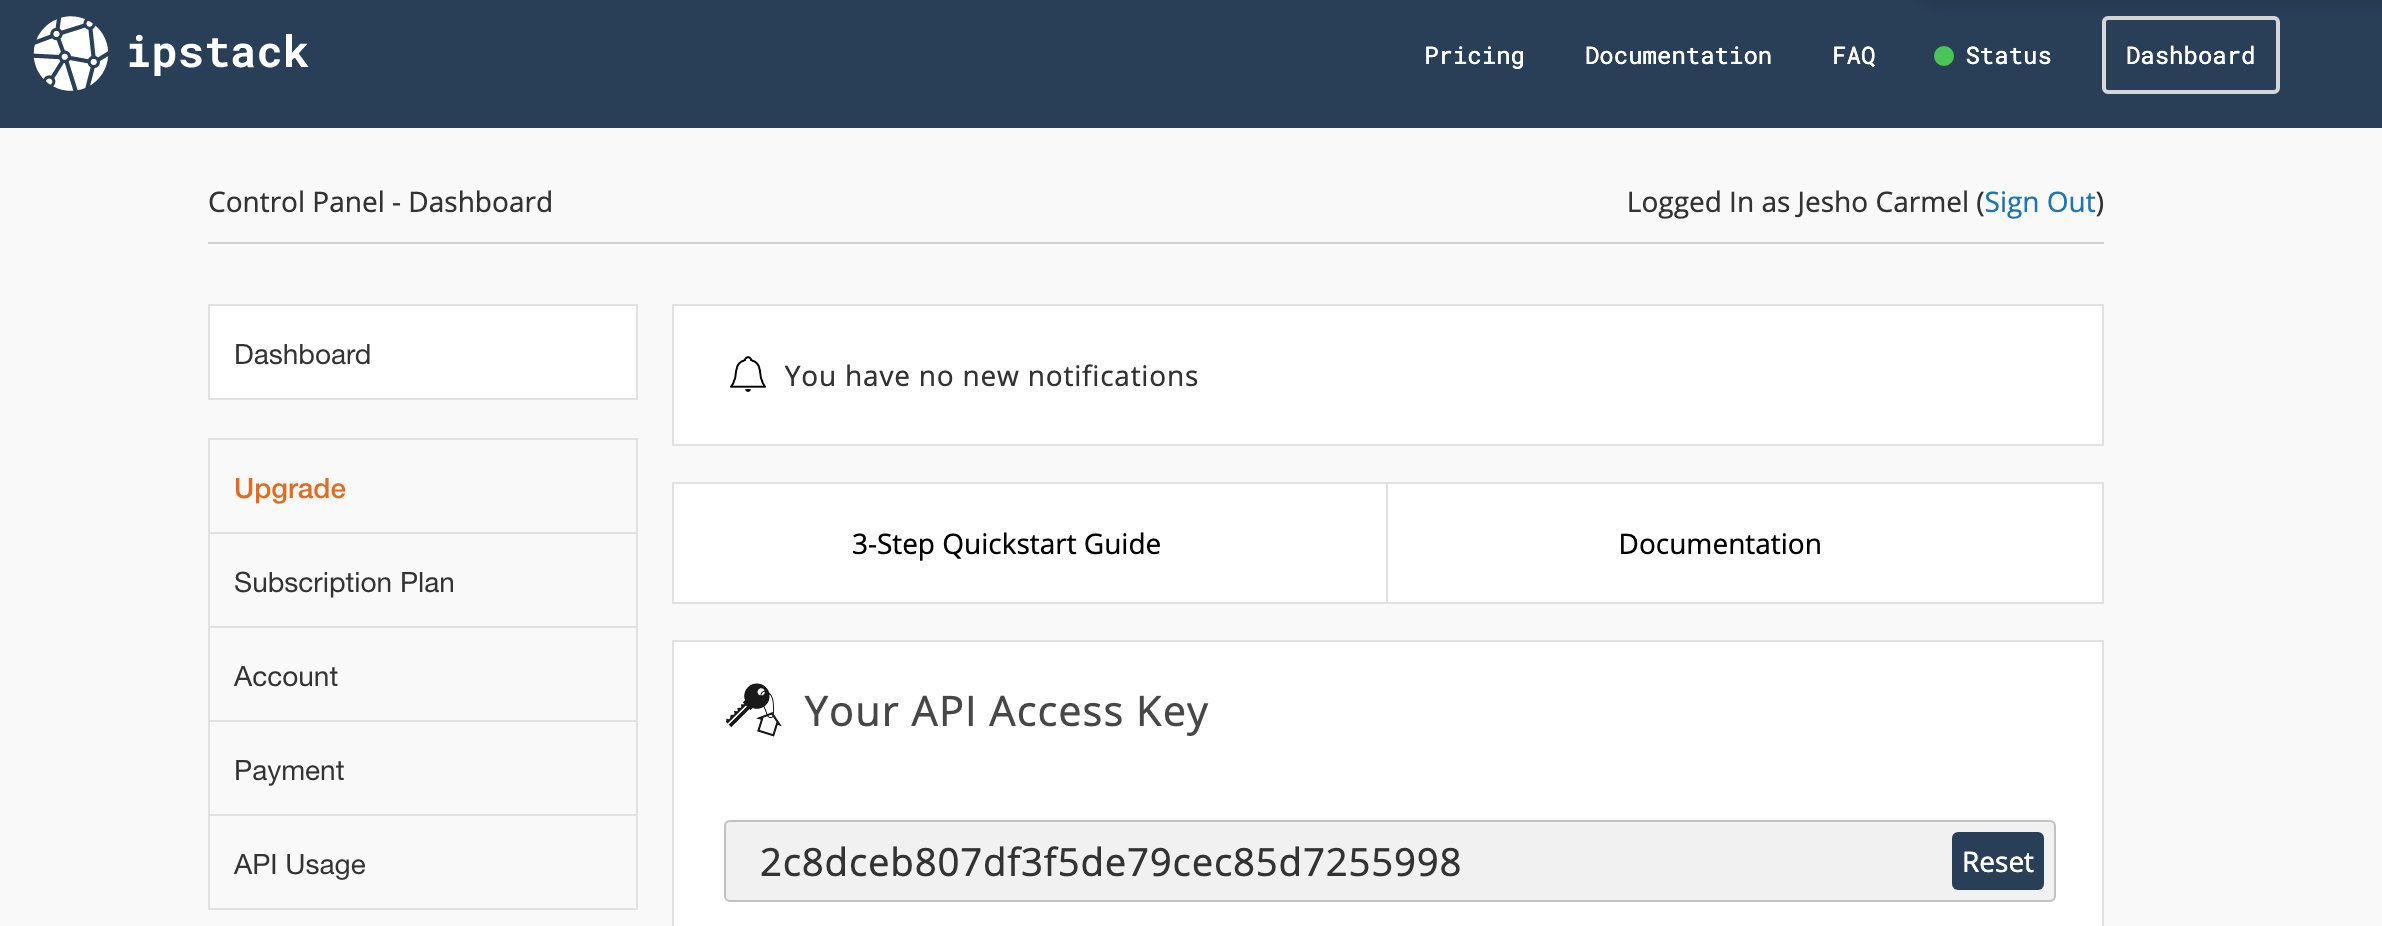 ipstack
Pricing Documentation FAQ Status Dashboard
Control Panel - Dashboard
Logged In as Jesho Carmel (Sign Out)
Dashboard
Upgrade
Subscription Plan
Account
Payment
API Usage
You have no new notifications
3-Step Quickstart Guide
Documentation
Your API Access Key
2c8dceb807df3f5de79cec85d7255998
Reset